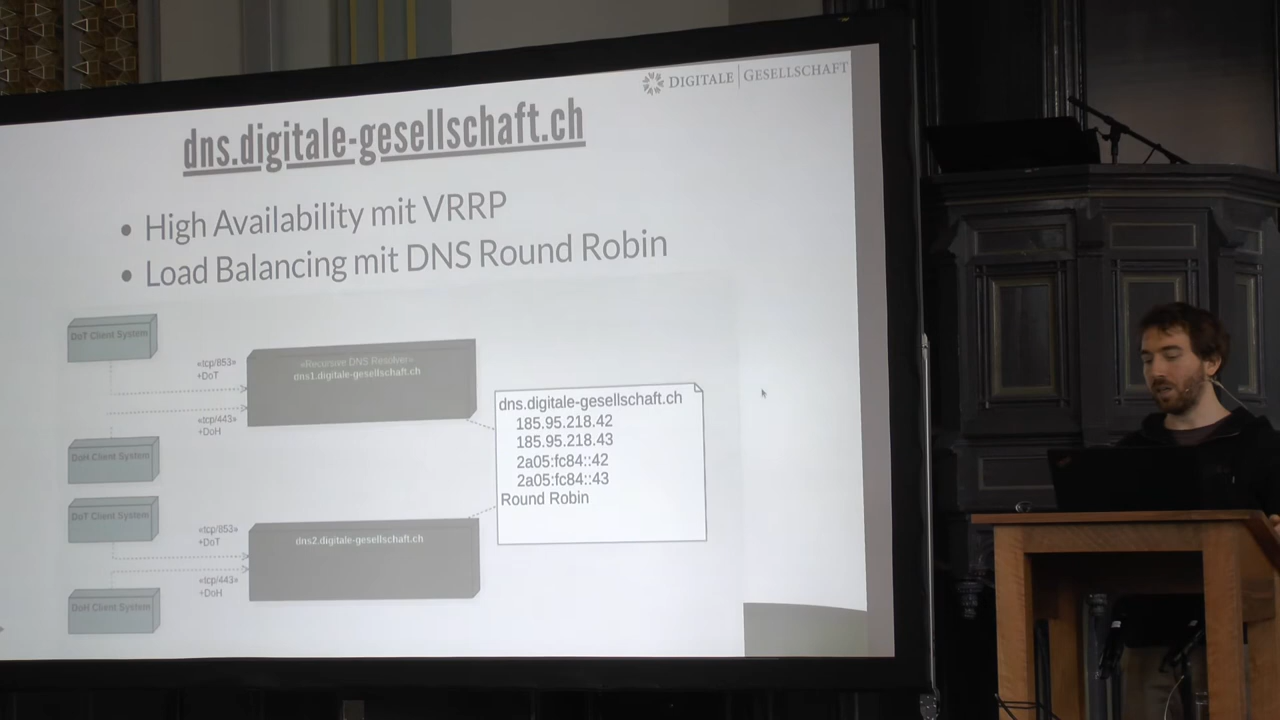 DIGITALE GESELLSCHAFT
dns.digitale-gesellschaft.ch
• High Availability mit VRRP
• Load Balancing mit DNS Round Robin
DoT Client System
«tcp/853»
+DoT
«Recursive DNS Resolver»
dns1.digitale-gesellschaft.ch
«tcp/443»
+DoH
DoH Client System
dns.digitale-gesellschaft.ch
185.95.218.42
185.95.218.43
2a05:fc84::42
2a05:fc84::43
Round Robin
DoT Client System
«tcp/853»
+DoT
dns2.digitale-gesellschaft.ch
«tcp/443»
+DoH
DoH Client System